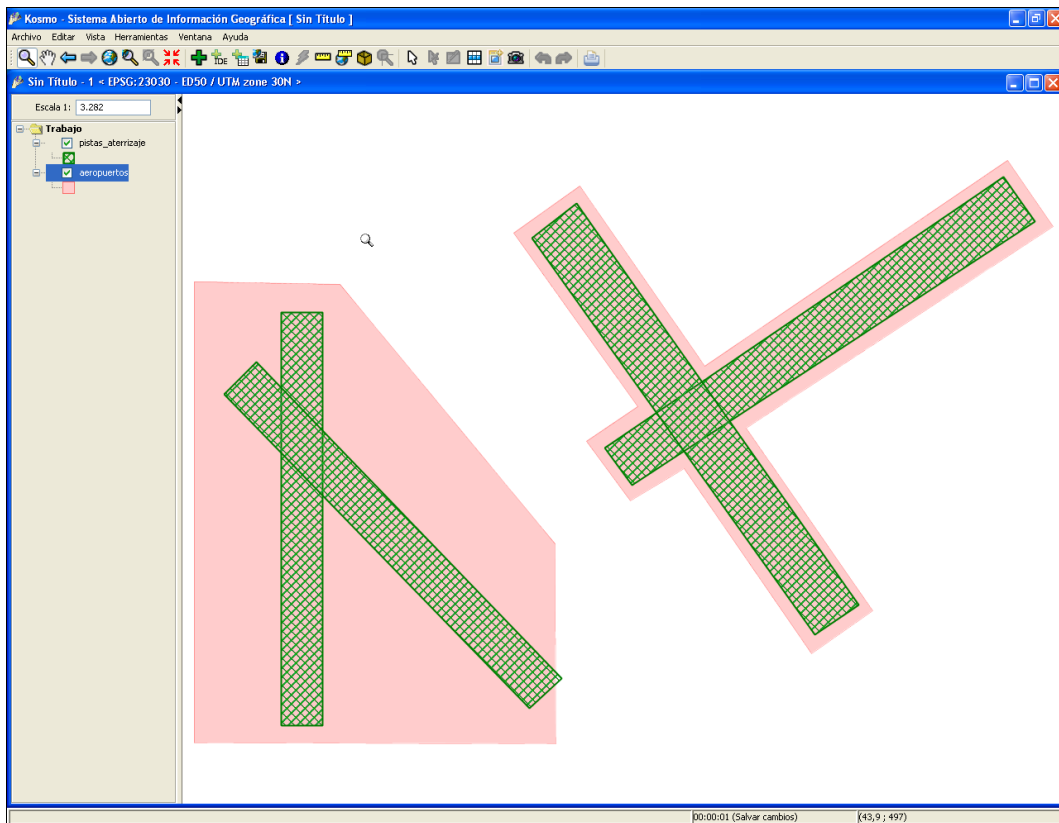 Kosmo - Sistema Abierto de Información Geográfica [ Sin Título ]
Archivo Editar Vista Herramientas Ventana Ayuda
IDE
Sin Título - 1 < EPSG:23030 - ED50 / UTM zone 30N >
Escala 1: 3.282
Trabajo
pistas_aterrizaje
aeropuertos
00:00:01 (Salvar cambios) (43,9 ; 497)